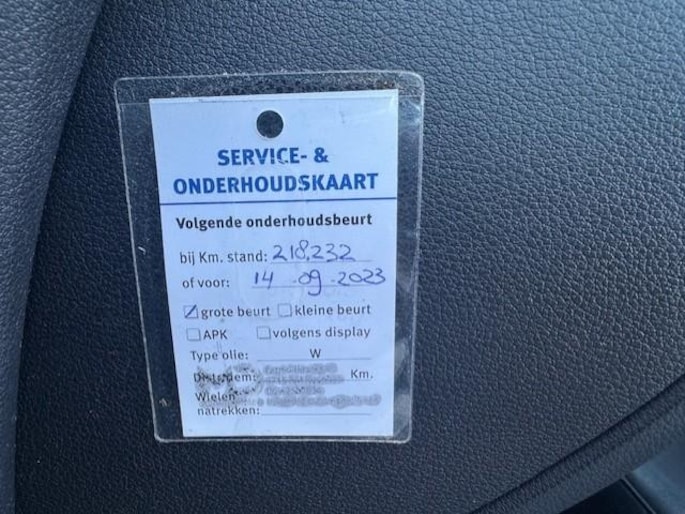 SERVICE- &
ONDERHOUDSKAART
Volgende onderhoudsbeurt
bij Km. stand: 218.232
of voor: 14 -09-2023
grote beurt kleine beurt
APK volgens display
Type olie: W
Distr. Km.
Wielen
natrekken: